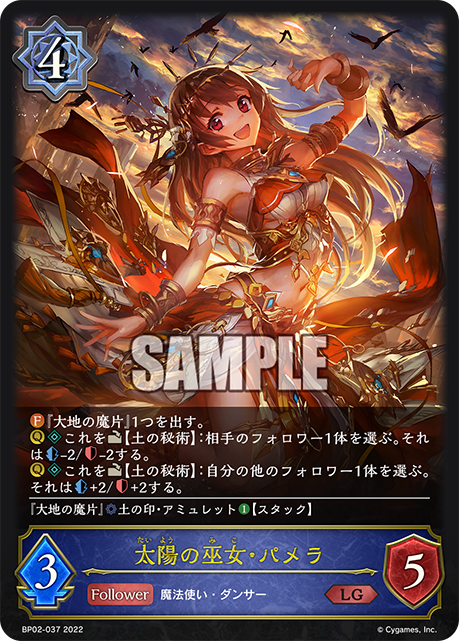 4
SAMPLE
F『大地の魔片』1つを出す。
Q これを【土の秘術】:相手のフォロワー1体を選ぶ。それ
は-2/-2する。
Q これを【土の秘術】:自分の他のフォロワー1体を選ぶ。
それは+2/+2する。
『大地の魔片』土の印・アミュレット1【スタック】
たいよう みこ
太陽の巫女・パメラ
3
Follower 魔法使い・ダンサー LG
5
BP02-037 2022 © Cygames, Inc.